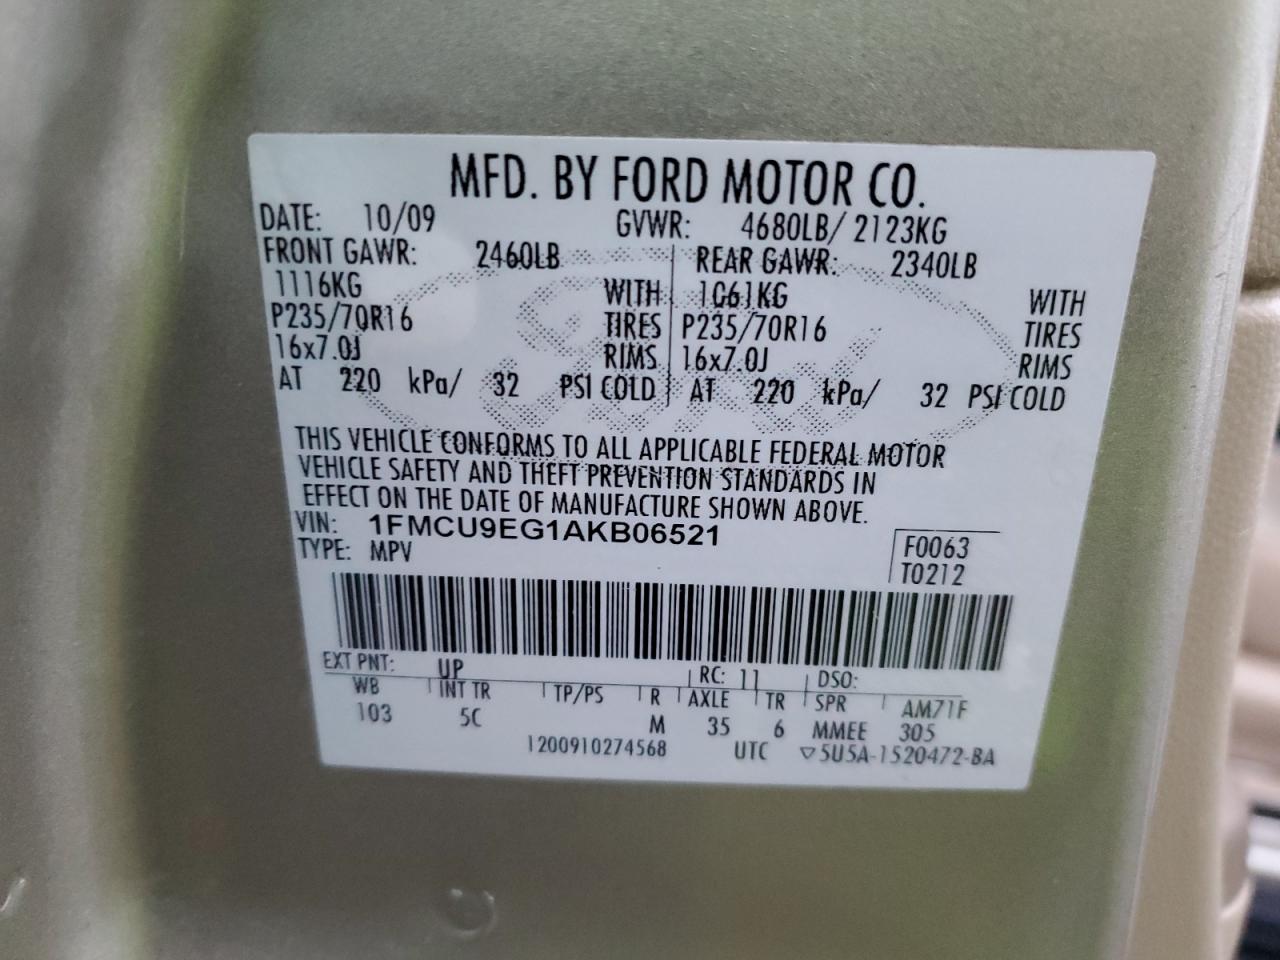 MFD. BY FORD MOTOR CO.
DATE: 10/09 GVWR: 4680LB/ 2123KG
FRONT GAWR: 2460LB REAR GAWR: 2340LB
1116KG WITH 1061KG WITH
P235/70R16 TIRES P235/70R16 TIRES
16x7.0J RIMS 16x7.0J RIMS
AT 220 kPa/ 32 PSI COLD AT 220 kPa/ 32 PSI COLD
THIS VEHICLE CONFORMS TO ALL APPLICABLE FEDERAL MOTOR
VEHICLE SAFETY AND THEFT PREVENTION STANDARDS IN
EFFECT ON THE DATE OF MANUFACTURE SHOWN ABOVE.
VIN: 1FMCU9EG1AKB06521
TYPE: MPV
F0063
T0212
EXT PNT: UP RC: 11 DSO:
WB INT TR TP/PS R AXLE TR SPR AM71F
103 5C M 35 6 MMEE 305
1200910274568 UTC ▽5U5A-1520472-BA